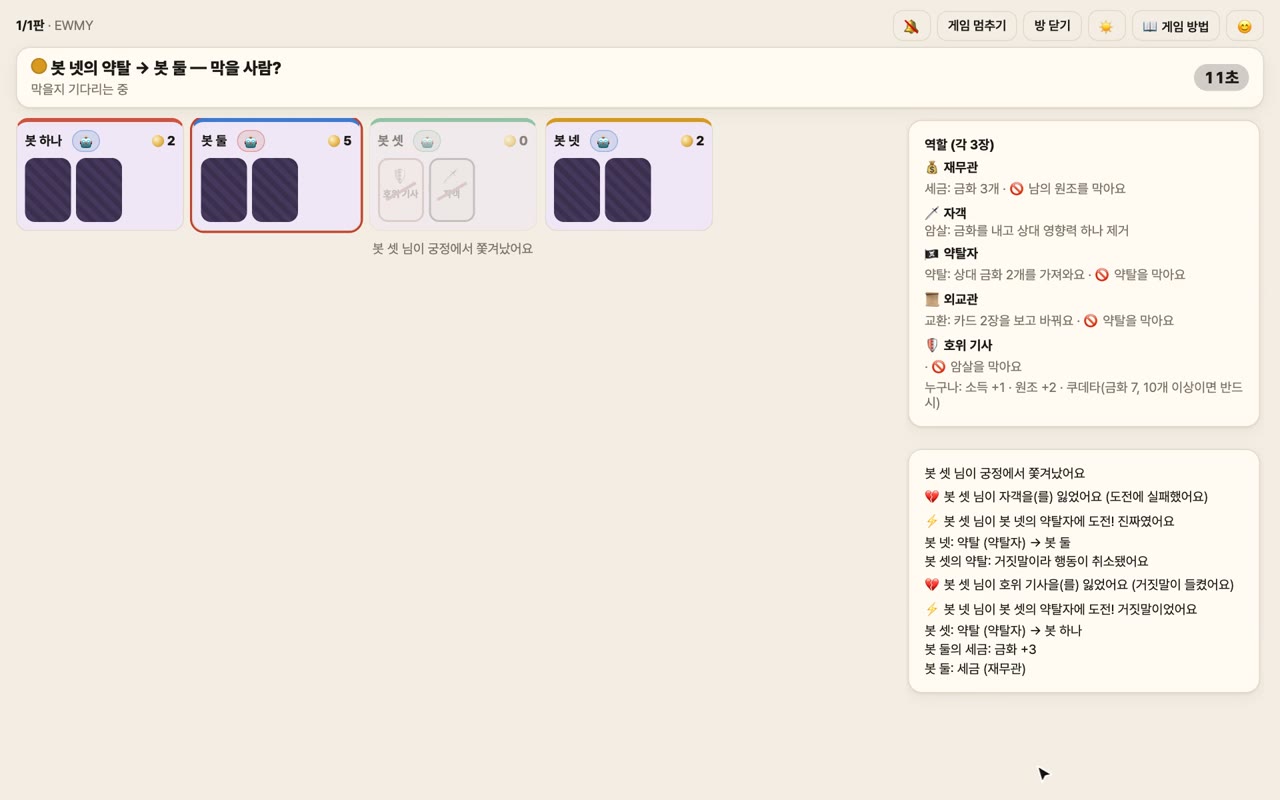 1/1판 · EWMY
게임 멈추기
방 닫기
게임 방법
봇 넷의 약탈 → 봇 둘 — 막을 사람?
막을지 기다리는 중
11초
봇 하나 2
봇 둘 5
봇 셋 0
봇 넷 2
호위 기사
자객
봇 셋 님이 궁정에서 쫓겨났어요
역할 (각 3장)
재무관
세금: 금화 3개 · 🚫 남의 원조를 막아요
자객
암살: 금화를 내고 상대 영향력 하나 제거
약탈자
약탈: 상대 금화 2개를 가져와요 · 🚫 약탈을 막아요
외교관
교환: 카드 2장을 보고 바꿔요 · 🚫 약탈을 막아요
호위 기사
· 🚫 암살을 막아요
누구나: 소득 +1 · 원조 +2 · 쿠데타(금화 7, 10개 이상이면 반드
시)
봇 셋 님이 궁정에서 쫓겨났어요
💔 봇 셋 님이 자객을(를) 잃었어요 (도전에 실패했어요)
⚡ 봇 셋 님이 봇 넷의 약탈자에 도전! 진짜였어요
봇 넷: 약탈 (약탈자) → 봇 둘
봇 셋의 약탈: 거짓말이라 행동이 취소됐어요
💔 봇 셋 님이 호위 기사을(를) 잃었어요 (거짓말이 들켰어요)
⚡ 봇 넷 님이 봇 셋의 약탈자에 도전! 거짓말이었어요
봇 셋: 약탈 (약탈자) → 봇 하나
봇 둘의 세금: 금화 +3
봇 둘: 세금 (재무관)